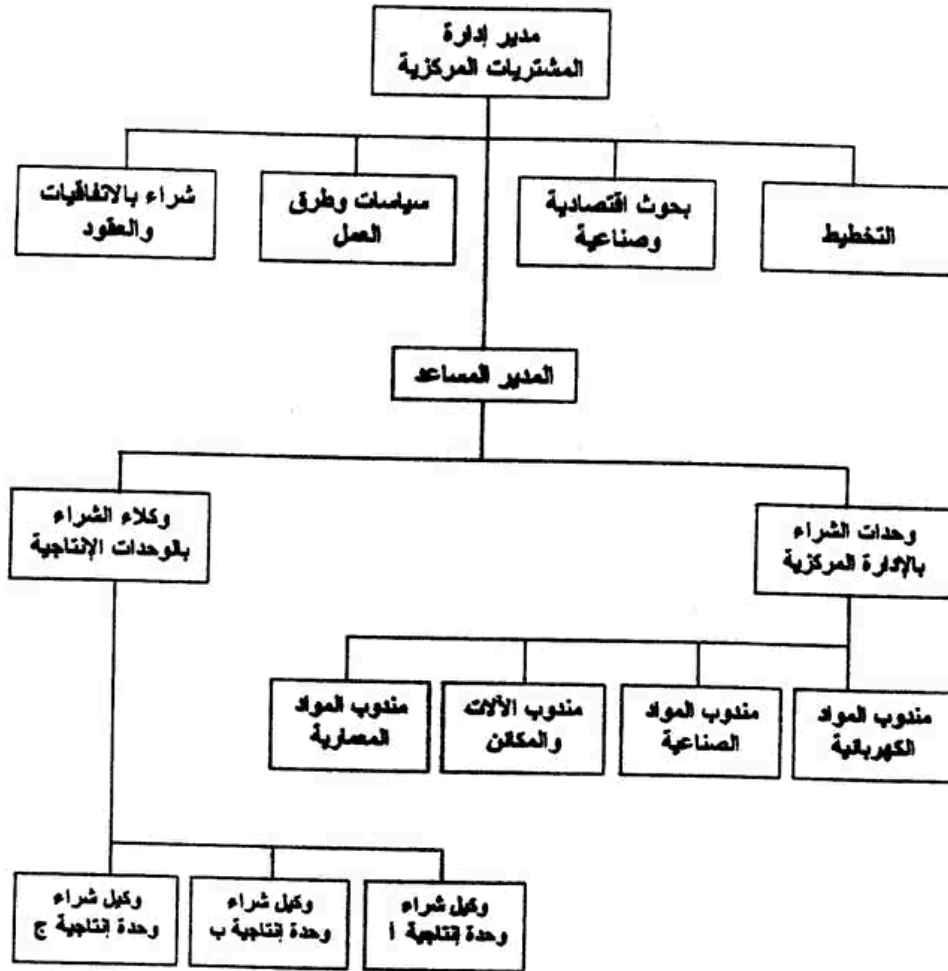 مدير إدارة
المشتريات المركزية
التخطيط
بحوث اقتصادية
وصناعية
سياسات وطرق
العمل
شراء بالاتفاقيات
والعقود
المدير المساعد
وحدات الشراء
بالإدارة المركزية
وكلاء الشراء
بالوحدات الإنتاجية
مندوب المواد
الكهربائية
مندوب المواد
الصناعية
مندوب الآلات
والمكائن
مندوب المواد
المعمارية
وكيل شراء
وحدة إنتاجية أ
وكيل شراء
وحدة إنتاجية ب
وكيل شراء
وحدة إنتاجية ج